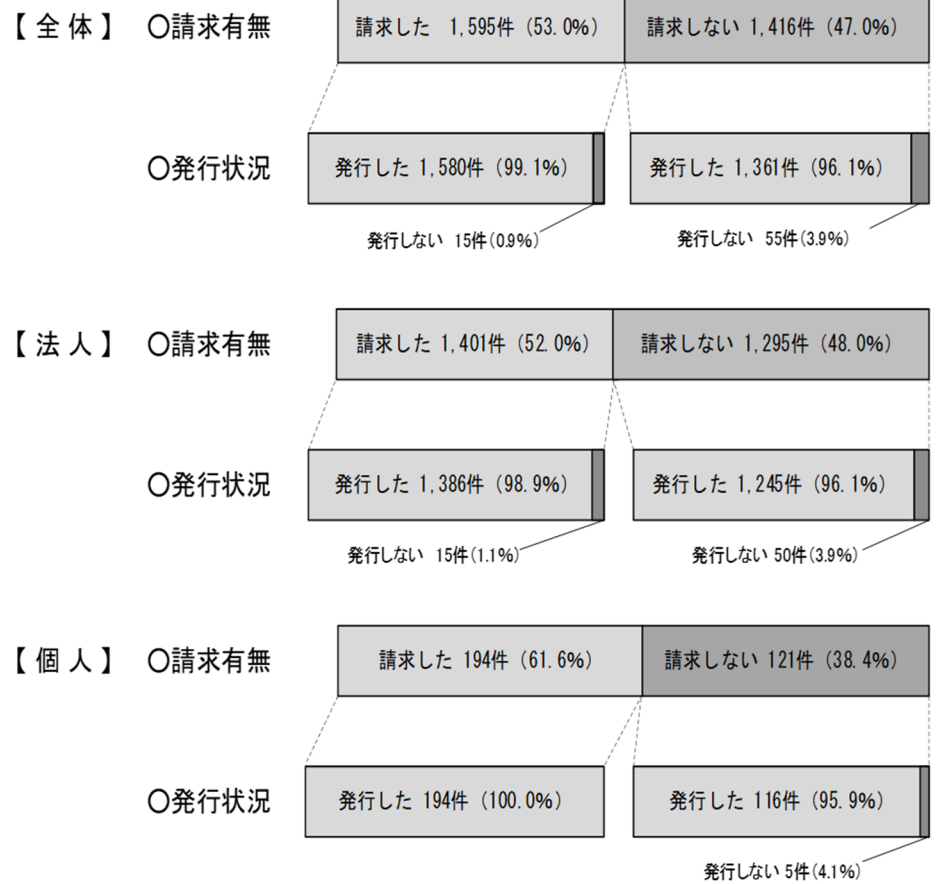 【 全 体 】 〇請求有無 請求した 1,595件 (53.0%) 請求しない 1,416件 (47.0%)
〇発行状況 発行した 1,580件 (99.1%) 発行した 1,361件 (96.1%)
発行しない 15件(0.9%) 発行しない 55件(3.9%)
【 法 人 】 〇請求有無 請求した 1,401件 (52.0%) 請求しない 1,295件 (48.0%)
〇発行状況 発行した 1,386件 (98.9%) 発行した 1,245件 (96.1%)
発行しない 15件(1.1%) 発行しない 50件(3.9%)
【 個 人 】 〇請求有無 請求した 194件 (61.6%) 請求しない 121件 (38.4%)
〇発行状況 発行した 194件 (100.0%) 発行した 116件 (95.9%)
発行しない 5件(4.1%)